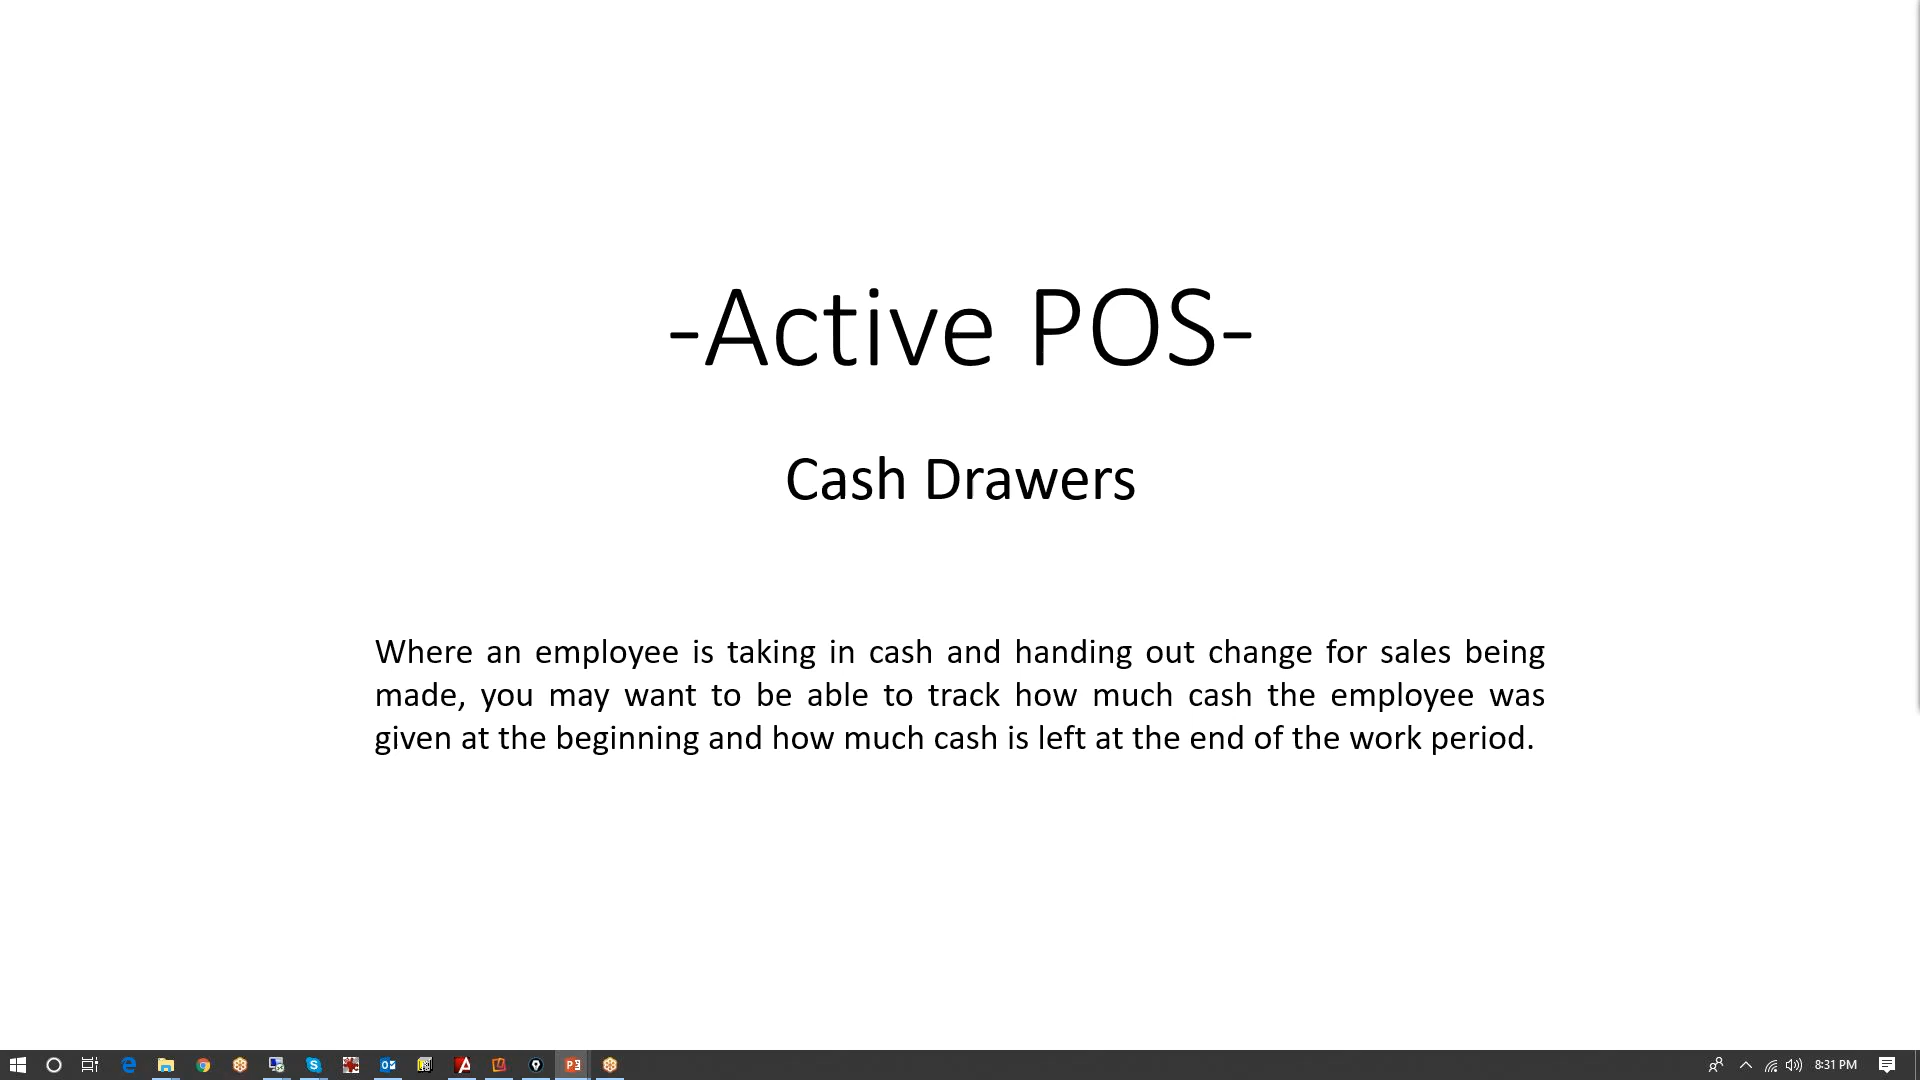 -Active POS-
Cash Drawers
Where an employee is taking in cash and handing out change for sales being
made, you may want to be able to track how much cash the employee was
given at the beginning and how much cash is left at the end of the work period.
8:31 PM